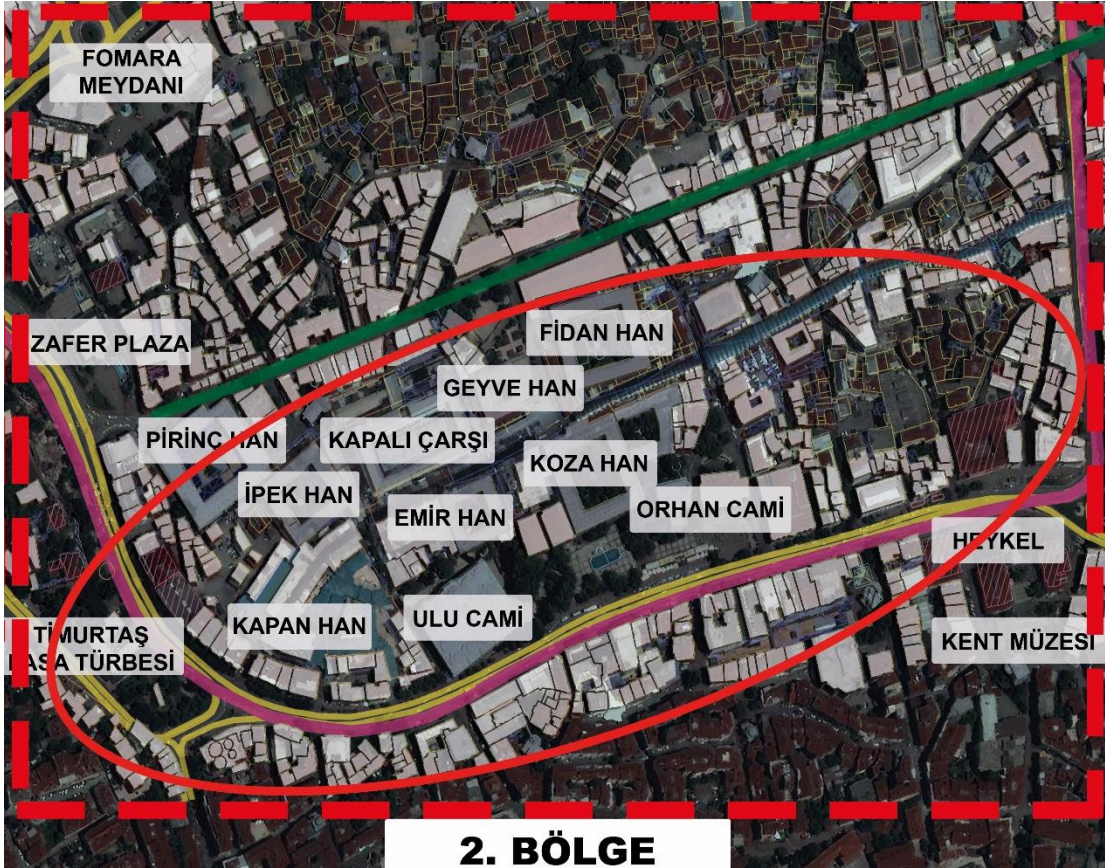 FOMARA
MEYDANI
FİDAN HAN
ZAFER PLAZA
GEYVE HAN
PİRİNÇ HAN
KAPALI ÇARŞI
KOZA HAN
İPEK HAN
EMİR HAN
ORHAN CAMİ
HEYKEL
ULU CAMİ
KAPAN HAN
TİMURTAŞ
PAŞA TÜRBESİ
KENT MÜZESİ
2. BÖLGE